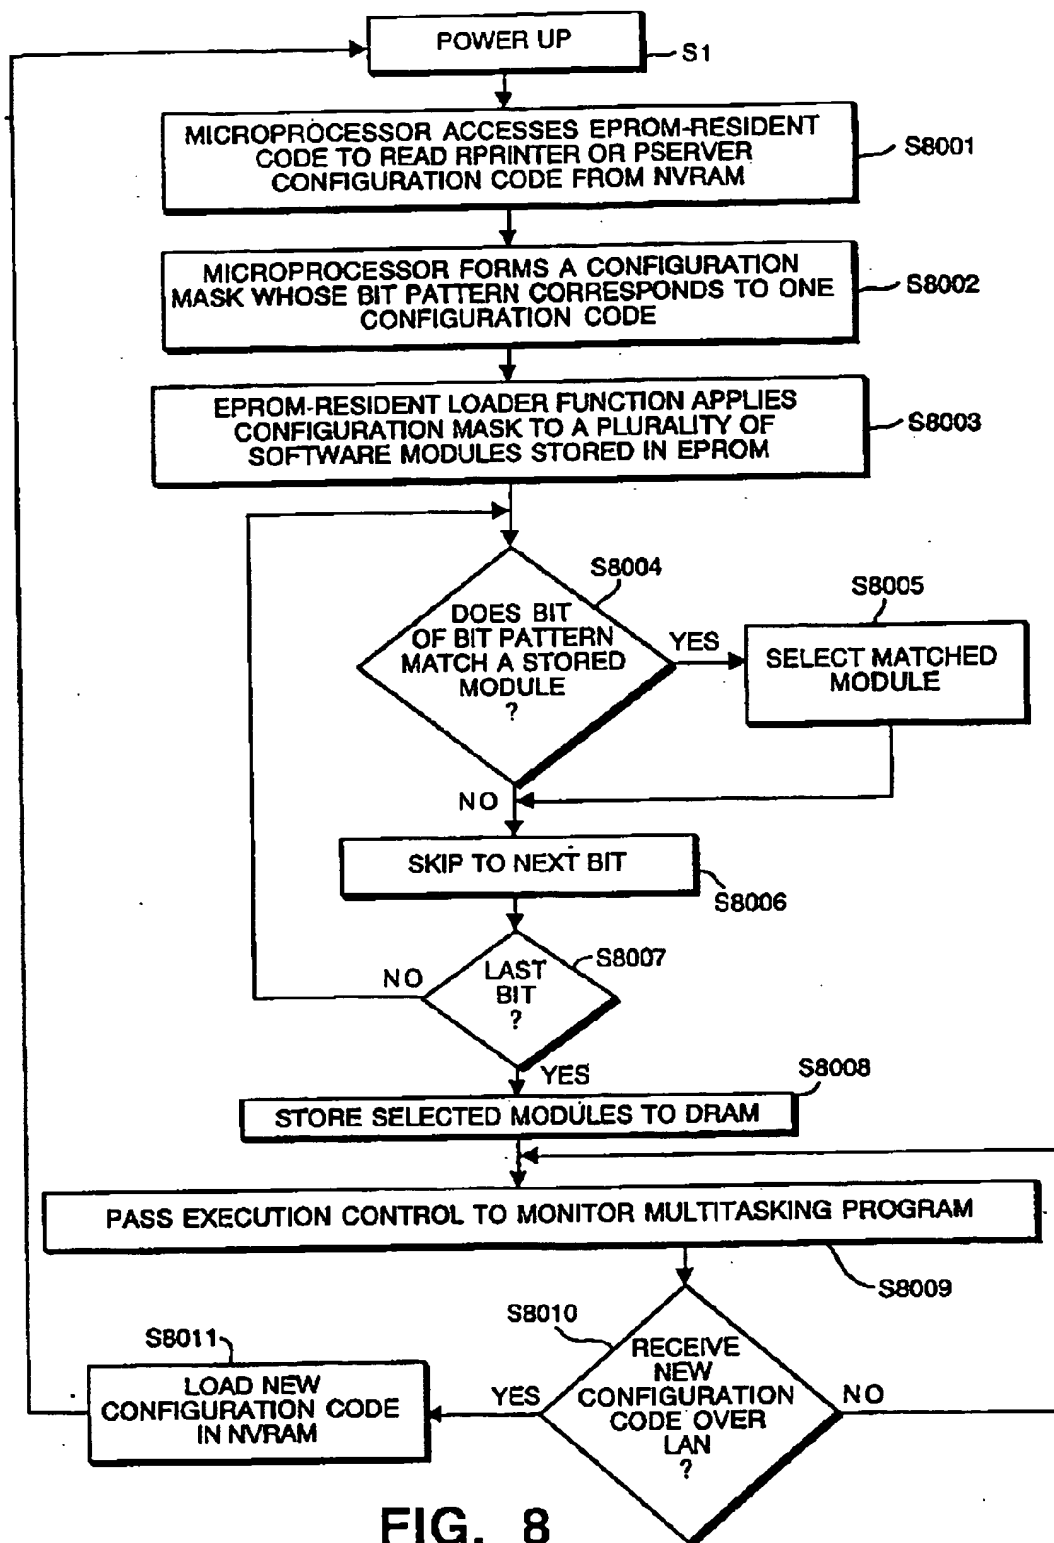 POWER UP
S1
MICROPROCESSOR ACCESSES EPROM-RESIDENT
CODE TO READ RPRINTER OR PSERVER
CONFIGURATION CODE FROM NVRAM
S8001
MICROPROCESSOR FORMS A CONFIGURATION
MASK WHOSE BIT PATTERN CORRESPONDS TO ONE
CONFIGURATION CODE
S8002
EPROM-RESIDENT LOADER FUNCTION APPLIES
CONFIGURATION MASK TO A PLURALITY OF
SOFTWARE MODULES STORED IN EPROM
S8003
S8004
DOES BIT
OF BIT PATTERN
MATCH A STORED
MODULE
?
YES
S8005
SELECT MATCHED
MODULE
NO
SKIP TO NEXT BIT
S8006
S8007
LAST
BIT
?
NO
YES
S8008
STORE SELECTED MODULES TO DRAM
PASS EXECUTION CONTROL TO MONITOR MULTITASKING PROGRAM
S8009
S8010
RECEIVE
NEW
CONFIGURATION
CODE OVER
LAN
?
YES
NO
S8011
LOAD NEW
CONFIGURATION CODE
IN NVRAM
FIG. 8